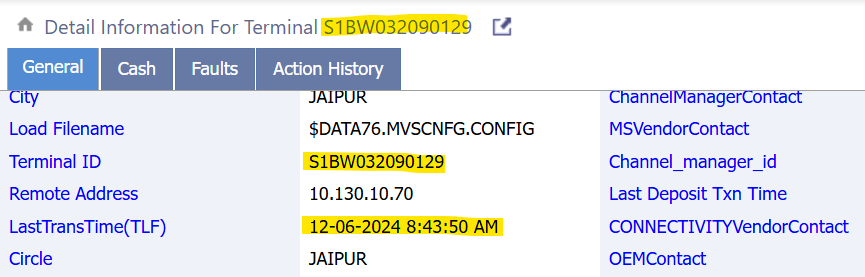 Detail Information For Terminal S1BW032090129
General Cash Faults Action History
City JAIPUR ChannelManagerContact
Load Filename $DATA76.MVSCNFG.CONFIG MSVendorContact
Terminal ID S1BW032090129 Channel_manager_id
Remote Address 10.130.10.70 Last Deposit Txn Time
LastTransTime(TLF) 12-06-2024 8:43:50 AM CONNECTIVITYVendorContact
Circle JAIPUR OEMContact